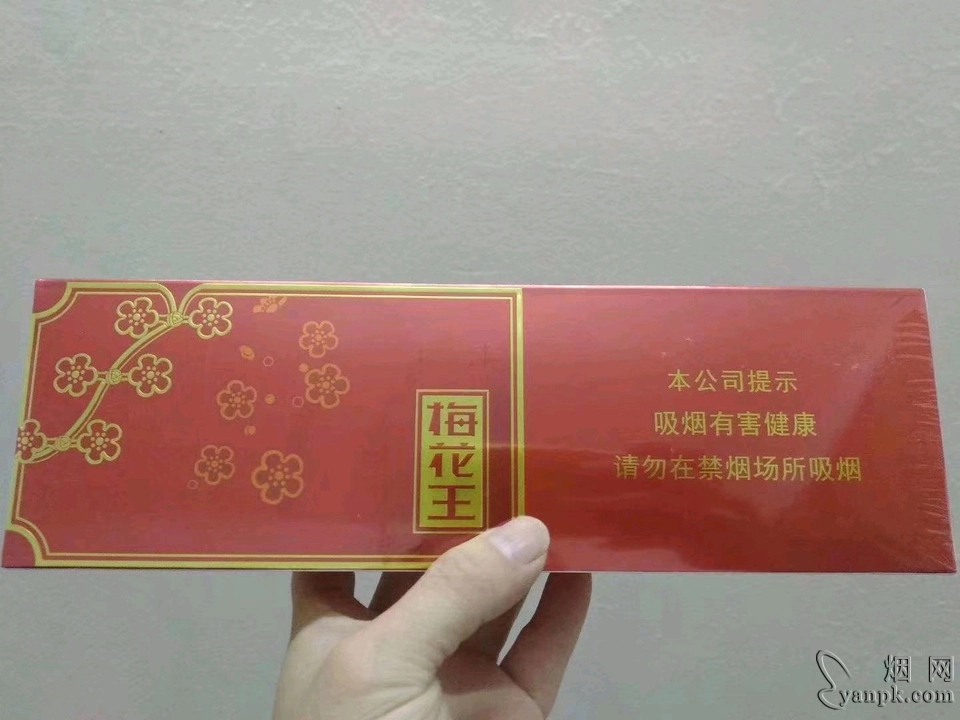 梅花王
本公司提示
吸烟有害健康
请勿在禁烟场所吸烟
烟网
yanpk.com